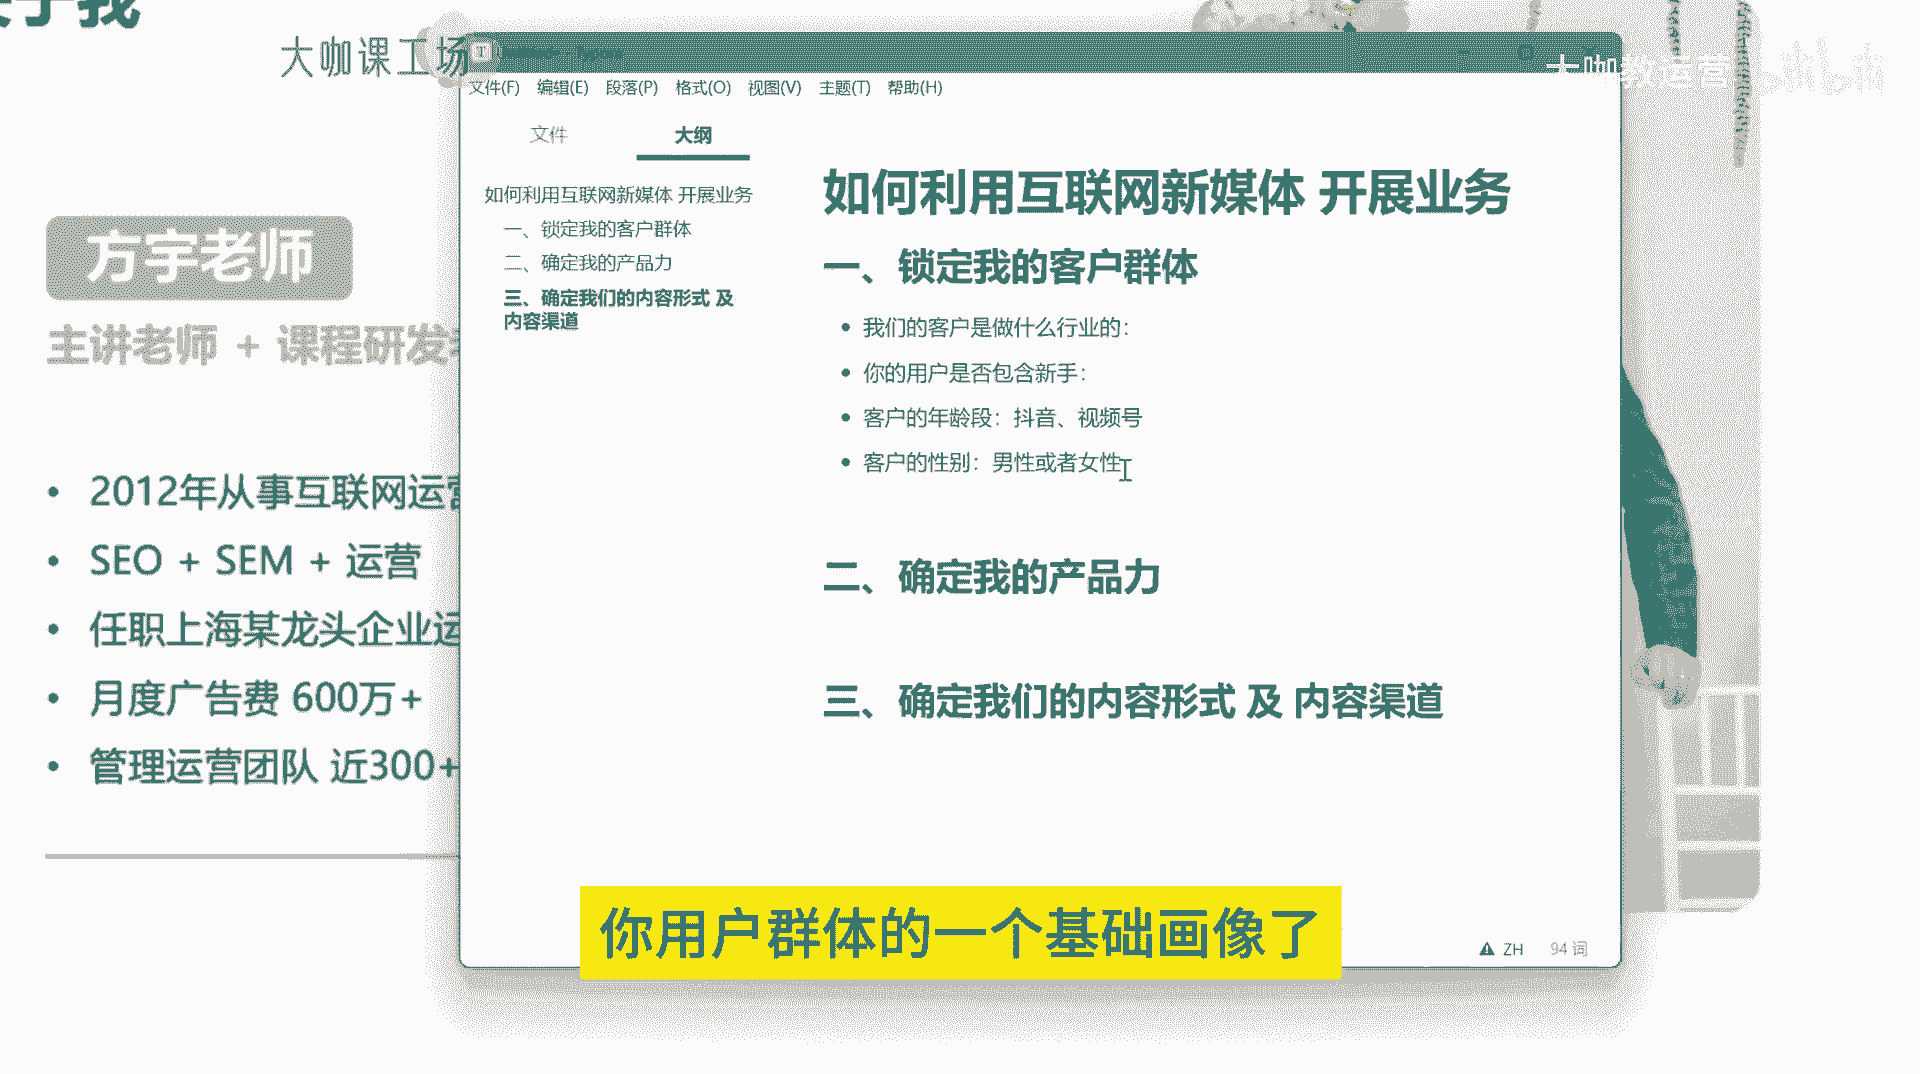 大咖课工场
大咖教运营
bilibili
文件(F) 编辑(E) 段落(P) 格式(O) 视图(V) 主题(T) 帮助(H)
文件 大纲
如何利用互联网新媒体 开展业务
一、锁定我的客户群体
二、确定我的产品力
三、确定我们的内容形式 及
内容渠道
如何利用互联网新媒体 开展业务
一、锁定我的客户群体
我们的客户是做什么行业的：
你的用户是否包含新手：
客户的年龄段：抖音、视频号
客户的性别：男性或者女性
二、确定我的产品力
三、确定我们的内容形式 及 内容渠道
ZH 94 词
方宇老师
主讲老师 + 课程研发
2012年从事互联网运营
SEO + SEM + 运营
任职上海某龙头企业运
月度广告费 600万+
管理运营团队 近300+
你用户群体的一个基础画像了